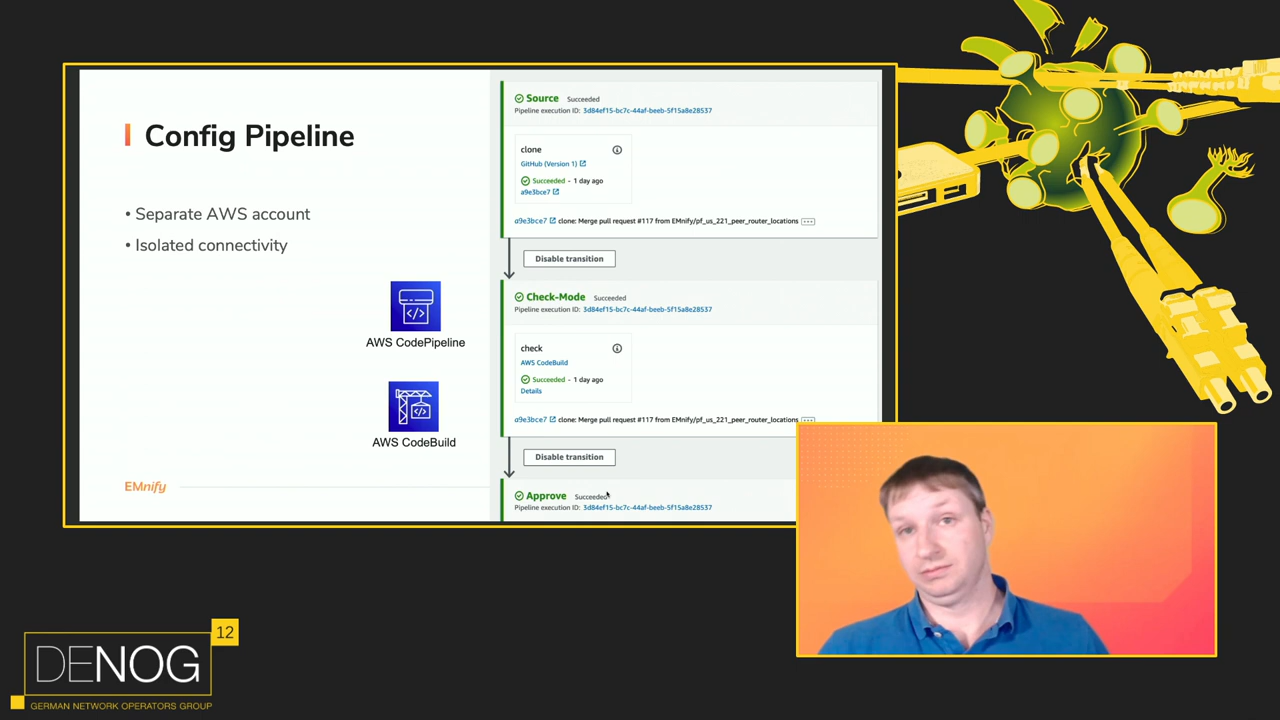 Config Pipeline
• Separate AWS account
• Isolated connectivity
AWS CodePipeline
AWS CodeBuild
EMnify
Source Succeeded
Pipeline execution ID: 3d84ef15-bc7c-44af-beeb-5f15a8e28537
clone
GitHub (Version 1)
Succeeded - 1 day ago
a9e3bce7
a9e3bce7 clone: Merge pull request #117 from EMnify/pf_us_221_peer_router_locations
Disable transition
Check-Mode Succeeded
Pipeline execution ID: 3d84ef15-bc7c-44af-beeb-5f15a8e28537
check
AWS CodeBuild
Succeeded - 1 day ago
Details
a9e3bce7 clone: Merge pull request #117 from EMnify/pf_us_221_peer_router_locations
Disable transition
Approve Succeeded
Pipeline execution ID: 3d84ef15-bc7c-44af-beeb-5f15a8e28537
12
DENOG
GERMAN NETWORK OPERATORS GROUP